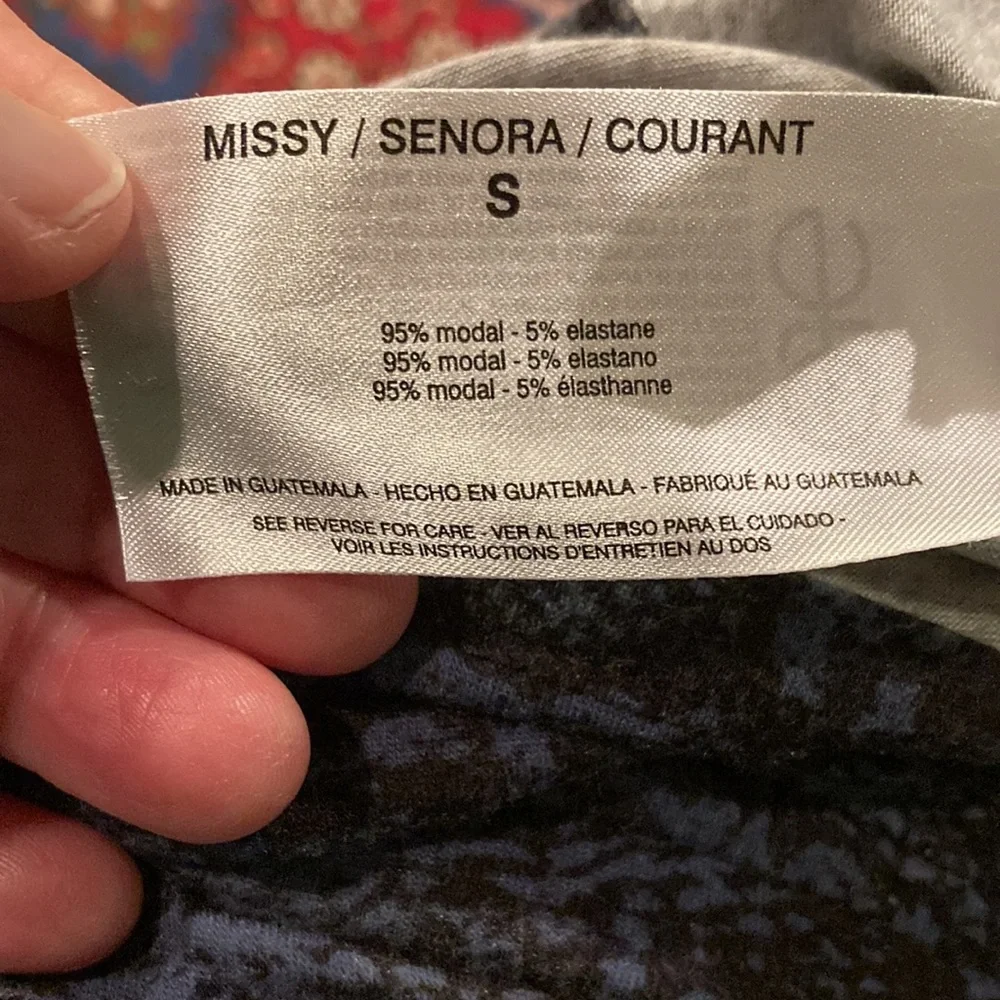 MISSY / SENORA / COURANT
S
95% modal - 5% elastane
95% modal - 5% elastano
95% modal - 5% élasthanne
MADE IN GUATEMALA - HECHO EN GUATEMALA - FABRIQUÉ AU GUATEMALA
SEE REVERSE FOR CARE - VER AL REVERSO PARA EL CUIDADO -
VOIR LES INSTRUCTIONS D'ENTRETIEN AU DOS